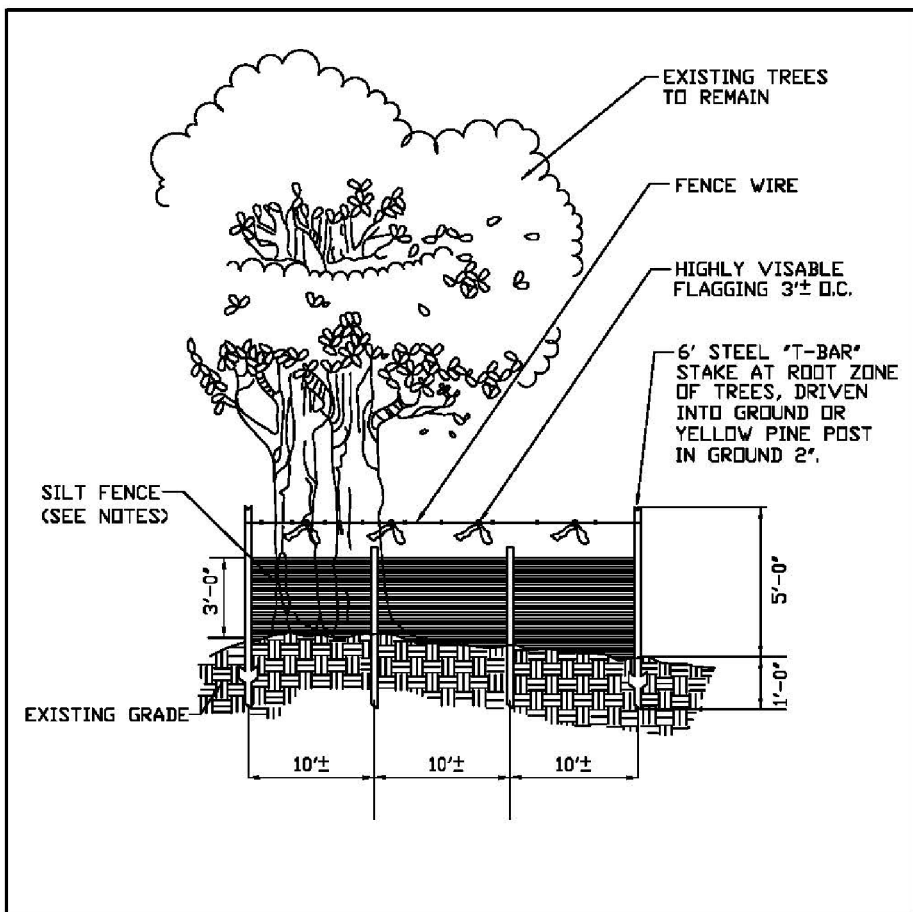 EXISTING TREES
TO REMAIN
FENCE WIRE
HIGHLY VISABLE
FLAGGING 3'± O.C.
6' STEEL "T-BAR"
STAKE AT ROOT ZONE
OF TREES, DRIVEN
INTO GROUND OR
YELLOW PINE POST
IN GROUND 2".
SILT FENCE
(SEE NOTES)
3'-0"
5'-0"
1'-0"
EXISTING GRADE
10'±
10'±
10'±